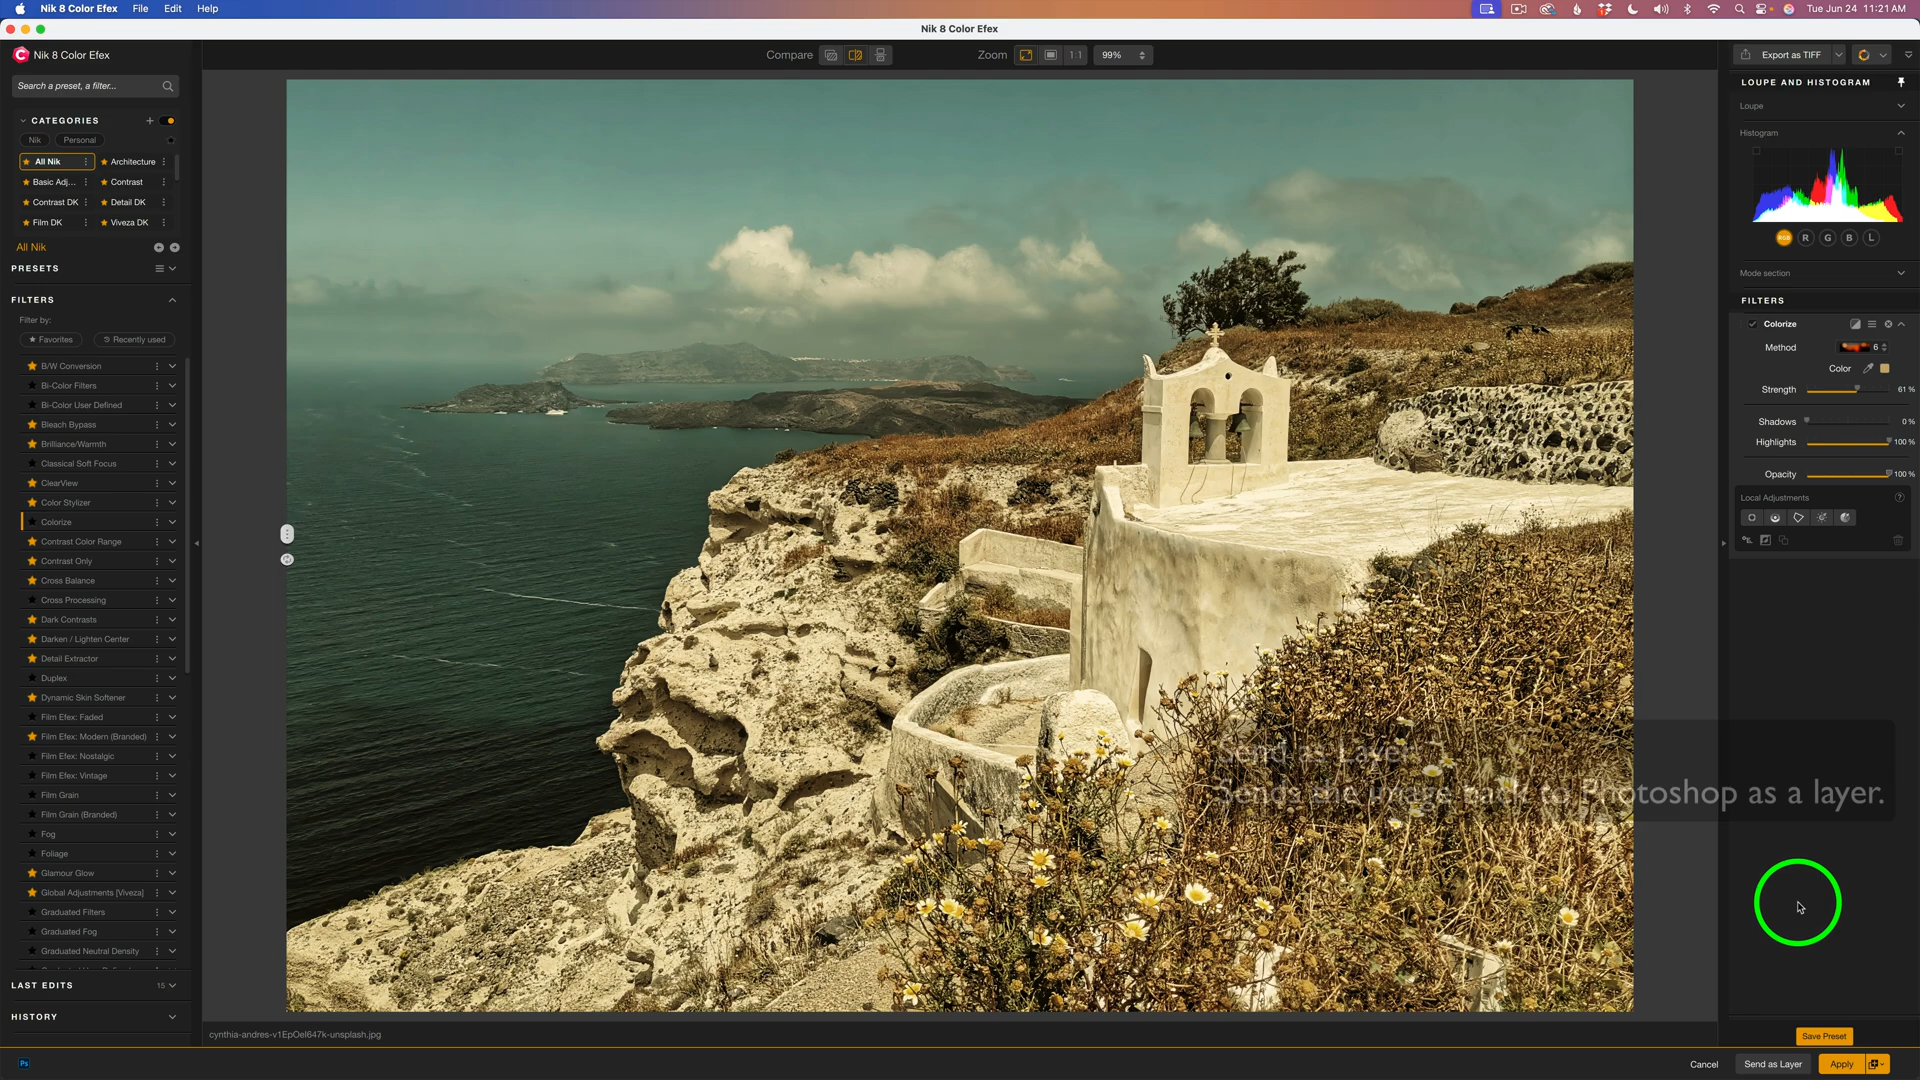 Nik 8 Color Efex File Edit Help
Tue Jun 24 11:21 AM
Nik 8 Color Efex
Nik 8 Color Efex
Compare
Zoom 1:1 99%
Export as TIFF
Search a preset, a filter...
CATEGORIES
Nik Personal
All Nik Architecture
Basic Adj... Contrast
Contrast DK Detail DK
Film DK Viveza DK
All Nik
PRESETS
FILTERS
Filter by:
Favorites Recently used
B/W Conversion
Bi-Color Filters
Bi-Color User Defined
Bleach Bypass
Brilliance/Warmth
Classical Soft Focus
ClearView
Color Stylizer
Colorize
Contrast Color Range
Contrast Only
Cross Balance
Cross Processing
Dark Contrasts
Darken / Lighten Center
Detail Extractor
Duplex
Dynamic Skin Softener
Film Efex: Faded
Film Efex: Modern (Branded)
Film Efex: Nostalgic
Film Efex: Vintage
Film Grain
Film Grain (Branded)
Fog
Foliage
Glamour Glow
Global Adjustments [Viveza]
Graduated Filters
Graduated Fog
Graduated Neutral Density
LAST EDITS 15
HISTORY
LOUPE AND HISTOGRAM
Loupe
Histogram
RGB R G B L
Mode section
FILTERS
Colorize
Method 6
Color
Strength 61 %
Shadows 0 %
Highlights 100 %
Opacity 100 %
Local Adjustments
Send as Layer:
Sends the image back to Photoshop as a layer.
cynthia-andres-v1EpOeI647k-unsplash.jpg
Save Preset
Ps
Cancel Send as Layer Apply